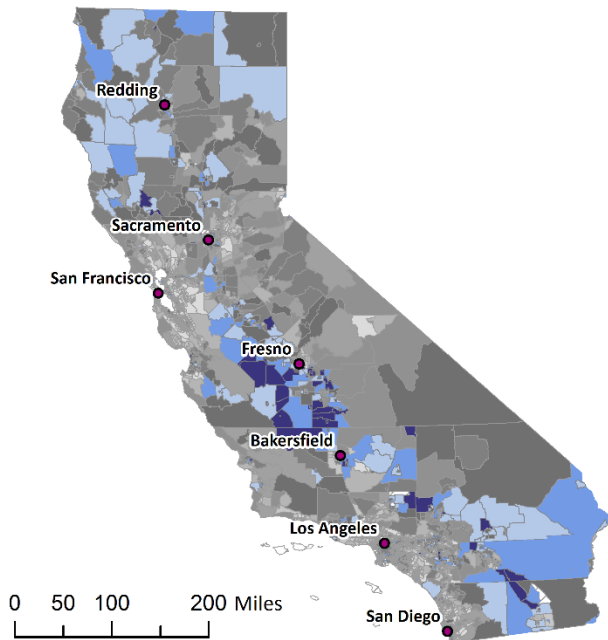 Redding
Sacramento
San Francisco
Fresno
Bakersfield
Los Angeles
San Diego
0 50 100 200 Miles